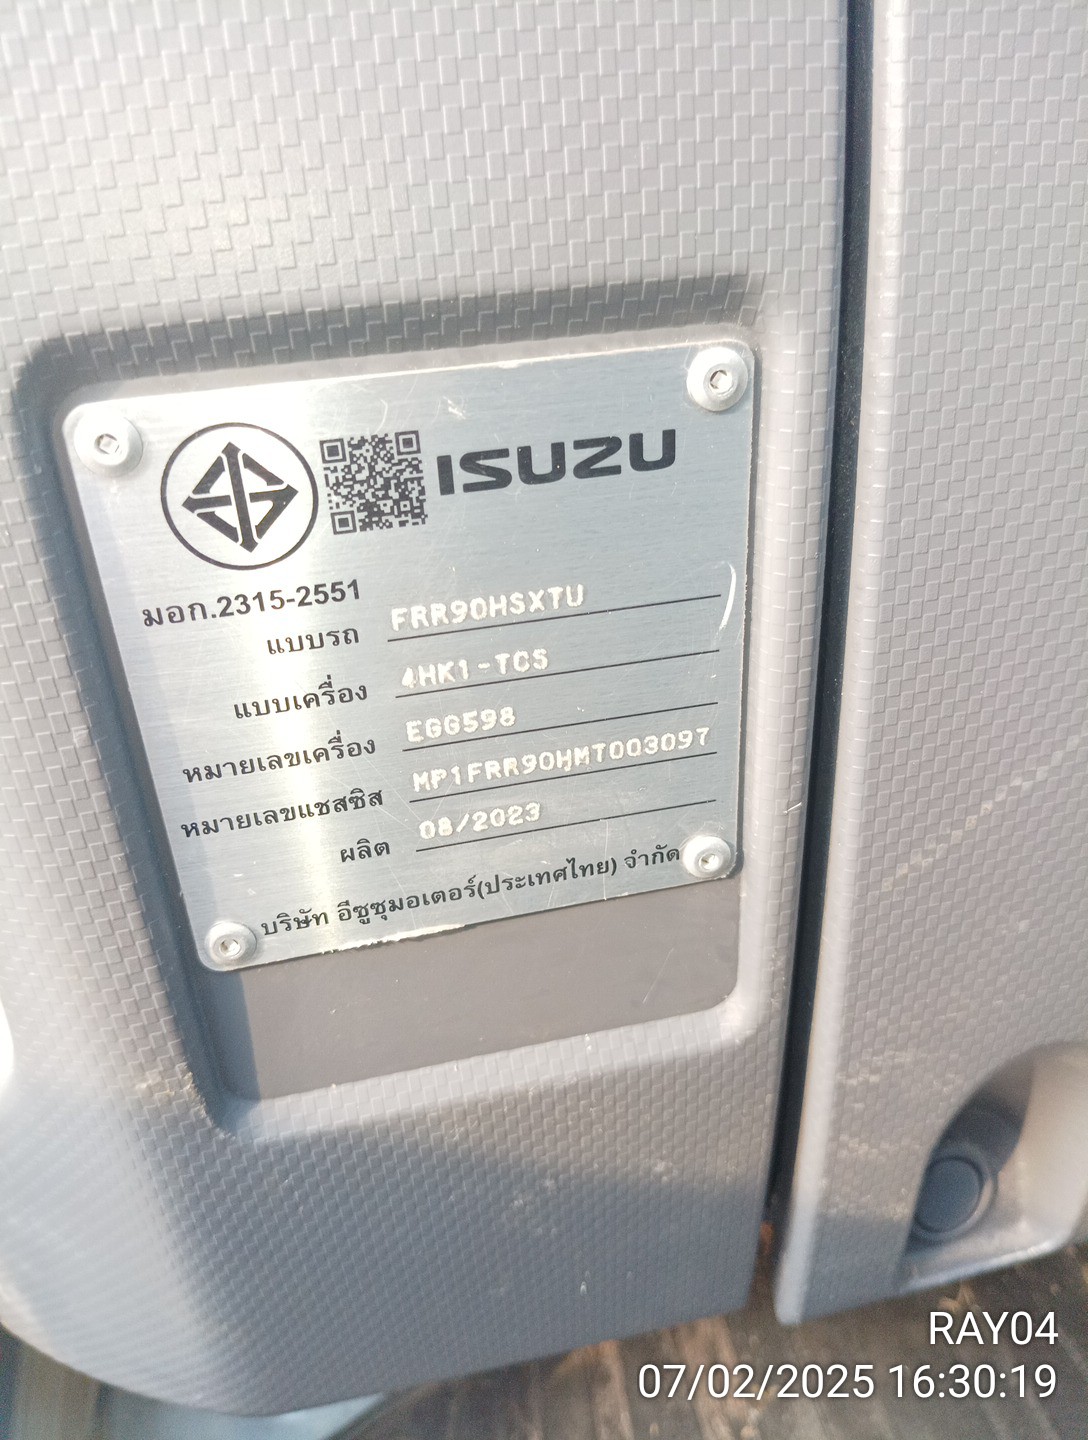 ISUZU
มอก.2315-2551
แบบรถ FRR90HSXTU
แบบเครื่อง 4HK1-TC5
หมายเลขเครื่อง EGG598
หมายเลขแชสซิส MP1FRR90HMT003097
ผลิต 08/2023
บริษัท อีซูซุมอเตอร์(ประเทศไทย) จำกัด
RAY04
07/02/2025 16:30:19